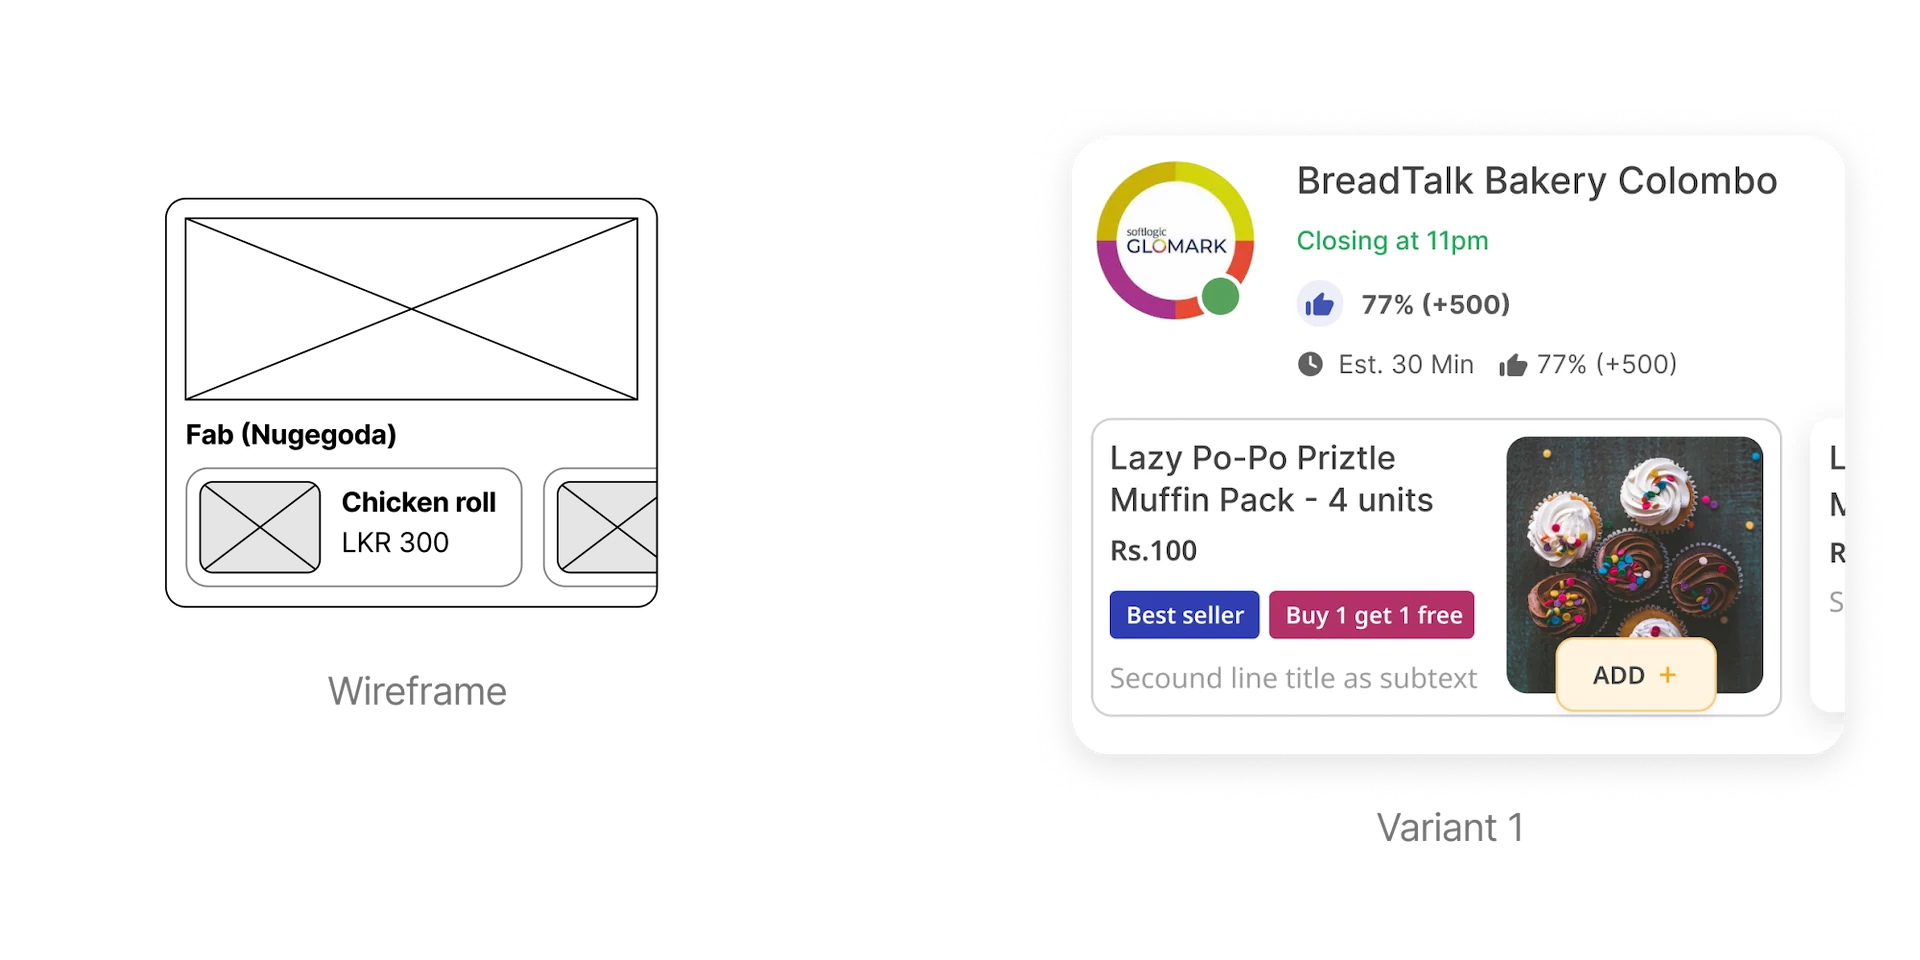 Fab (Nugegoda)
Chicken roll
LKR 300
Wireframe
softlogic
GLOMARK
BreadTalk Bakery Colombo
Closing at 11pm
77% (+500)
Est. 30 Min
77% (+500)
Lazy Po-Po Priztle
Muffin Pack - 4 units
Rs.100
Best seller
Buy 1 get 1 free
Secound line title as subtext
ADD +
L
M
R
S
Variant 1